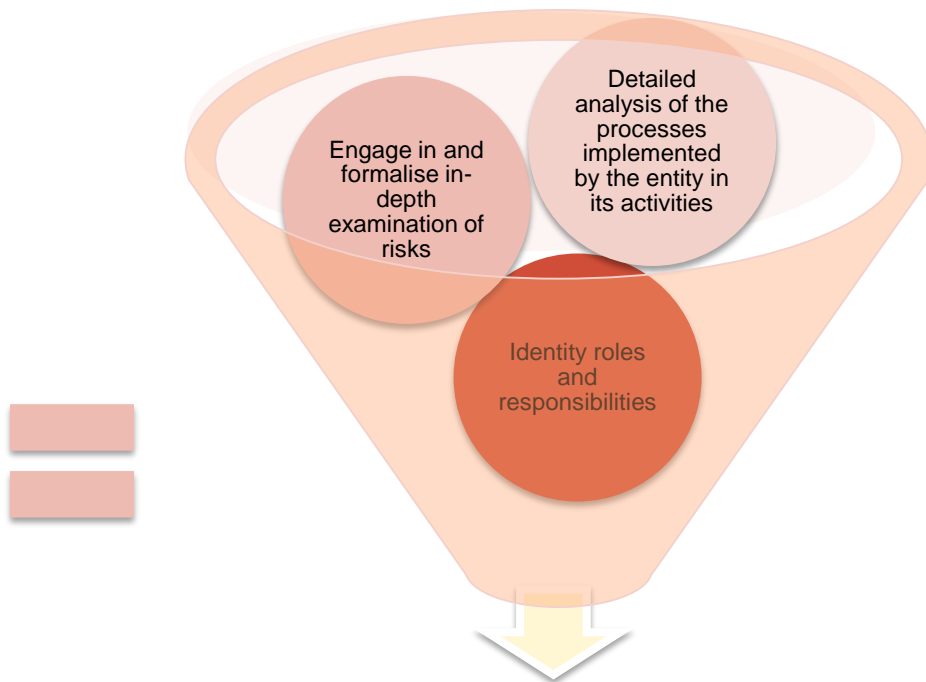 Detailed
analysis of the
processes
implemented
by the entity in
its activities
Engage in and
formalise in-
depth
examination of
risks
Identity roles
and
responsibilities